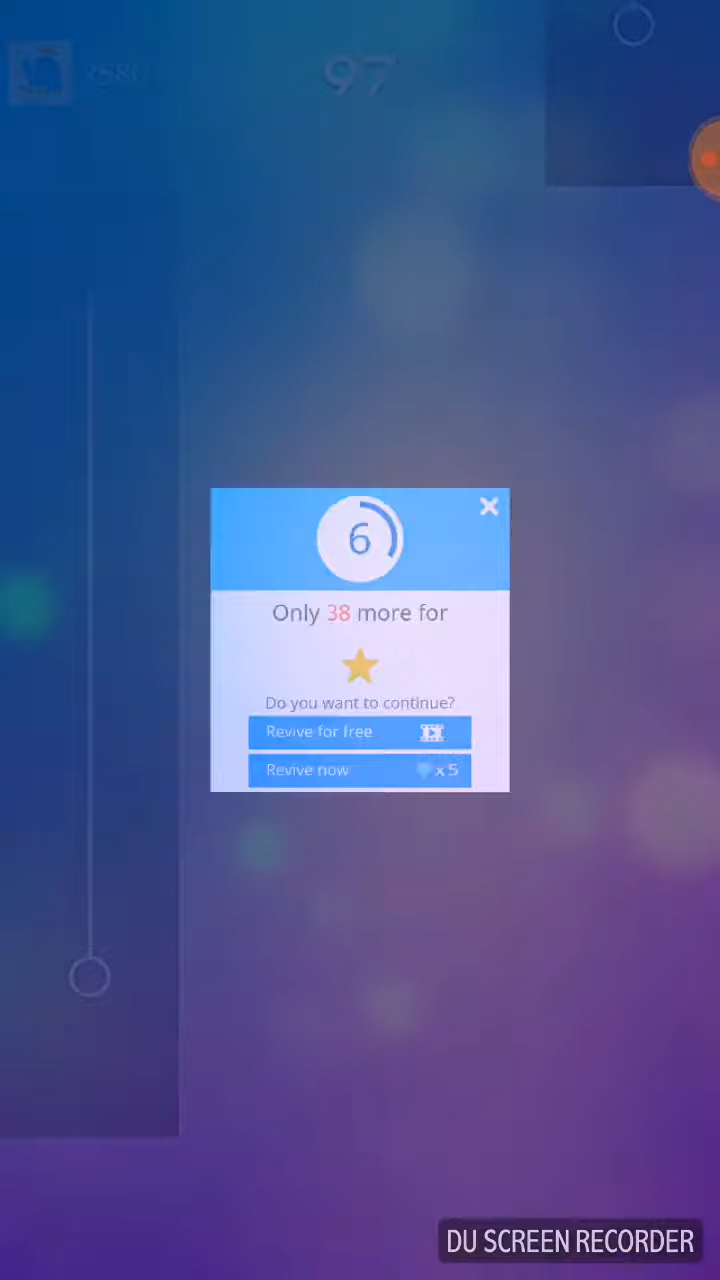 97
6
Only 38 more for
Do you want to continue?
Revive for free
Revive now x 5
DU SCREEN RECORDER